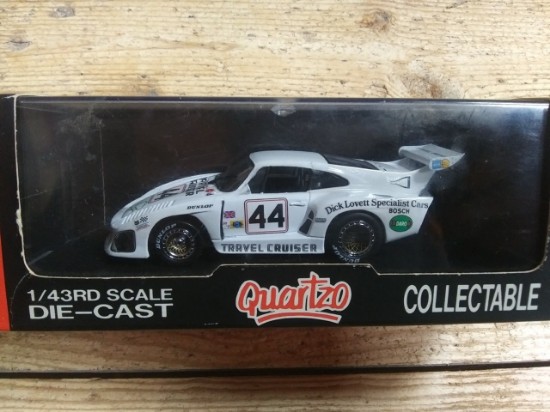 DUNLOP
44
Dick Lovett Specialist Cars
BOSCH
TRAVEL CRUISER
1/43RD SCALE
DIE-CAST
Quartzo
COLLECTABLE